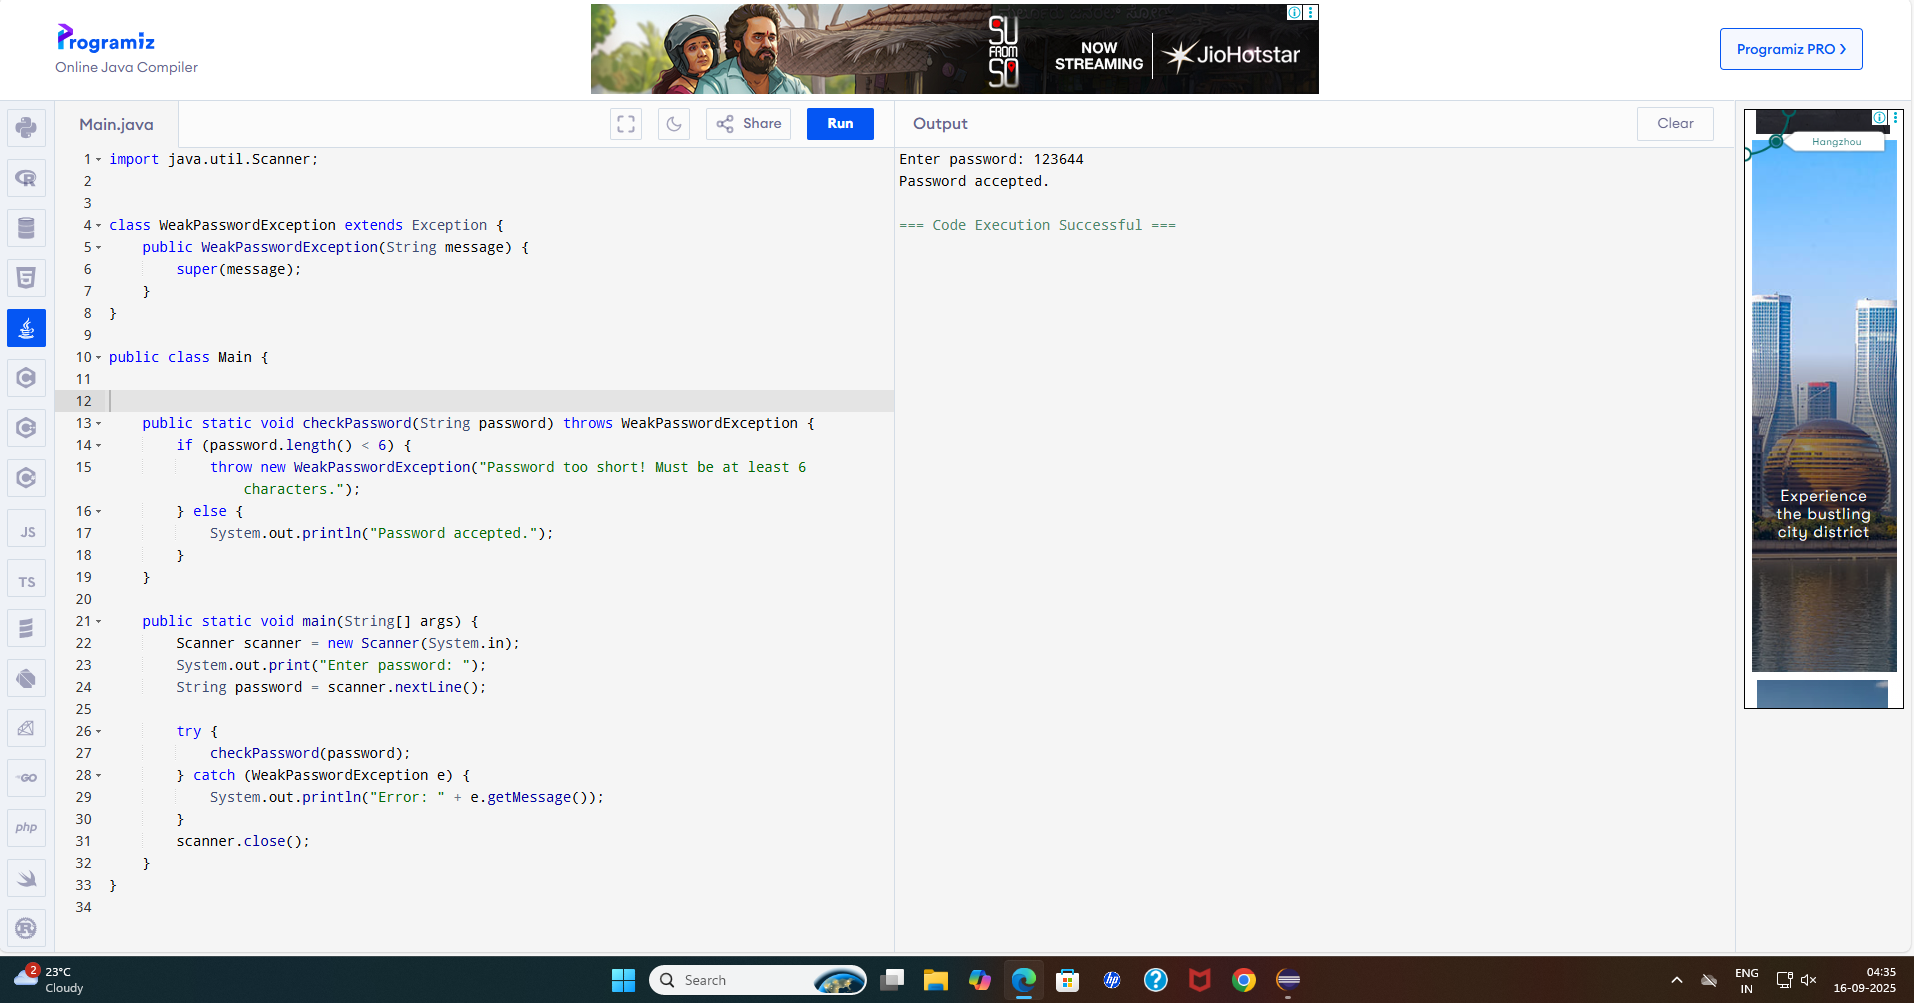 Programiz
Online Java Compiler
SU
FROM
SO
NOW
STREAMING
JioHotstar
Programiz PRO >
Main.java
Share
Run
Output
Clear
1 import java.util.Scanner;
2
3
4 class WeakPasswordException extends Exception {
5     public WeakPasswordException(String message) {
6         super(message);
7     }
8 }
9
10 public class Main {
11
12
13     public static void checkPassword(String password) throws WeakPasswordException {
14         if (password.length() < 6) {
15             throw new WeakPasswordException("Password too short! Must be at least 6
characters.");
16         } else {
17             System.out.println("Password accepted.");
18         }
19     }
20
21     public static void main(String[] args) {
22         Scanner scanner = new Scanner(System.in);
23         System.out.print("Enter password: ");
24         String password = scanner.nextLine();
25
26         try {
27             checkPassword(password);
28         } catch (WeakPasswordException e) {
29             System.out.println("Error: " + e.getMessage());
30         }
31         scanner.close();
32     }
33 }
34
Enter password: 123644
Password accepted.
=== Code Execution Successful ===
JS
TS
GO
php
Hangzhou
Experience
the bustling
city district
2
23°C
Cloudy
Search
hp
ENG
IN
04:35
16-09-2025